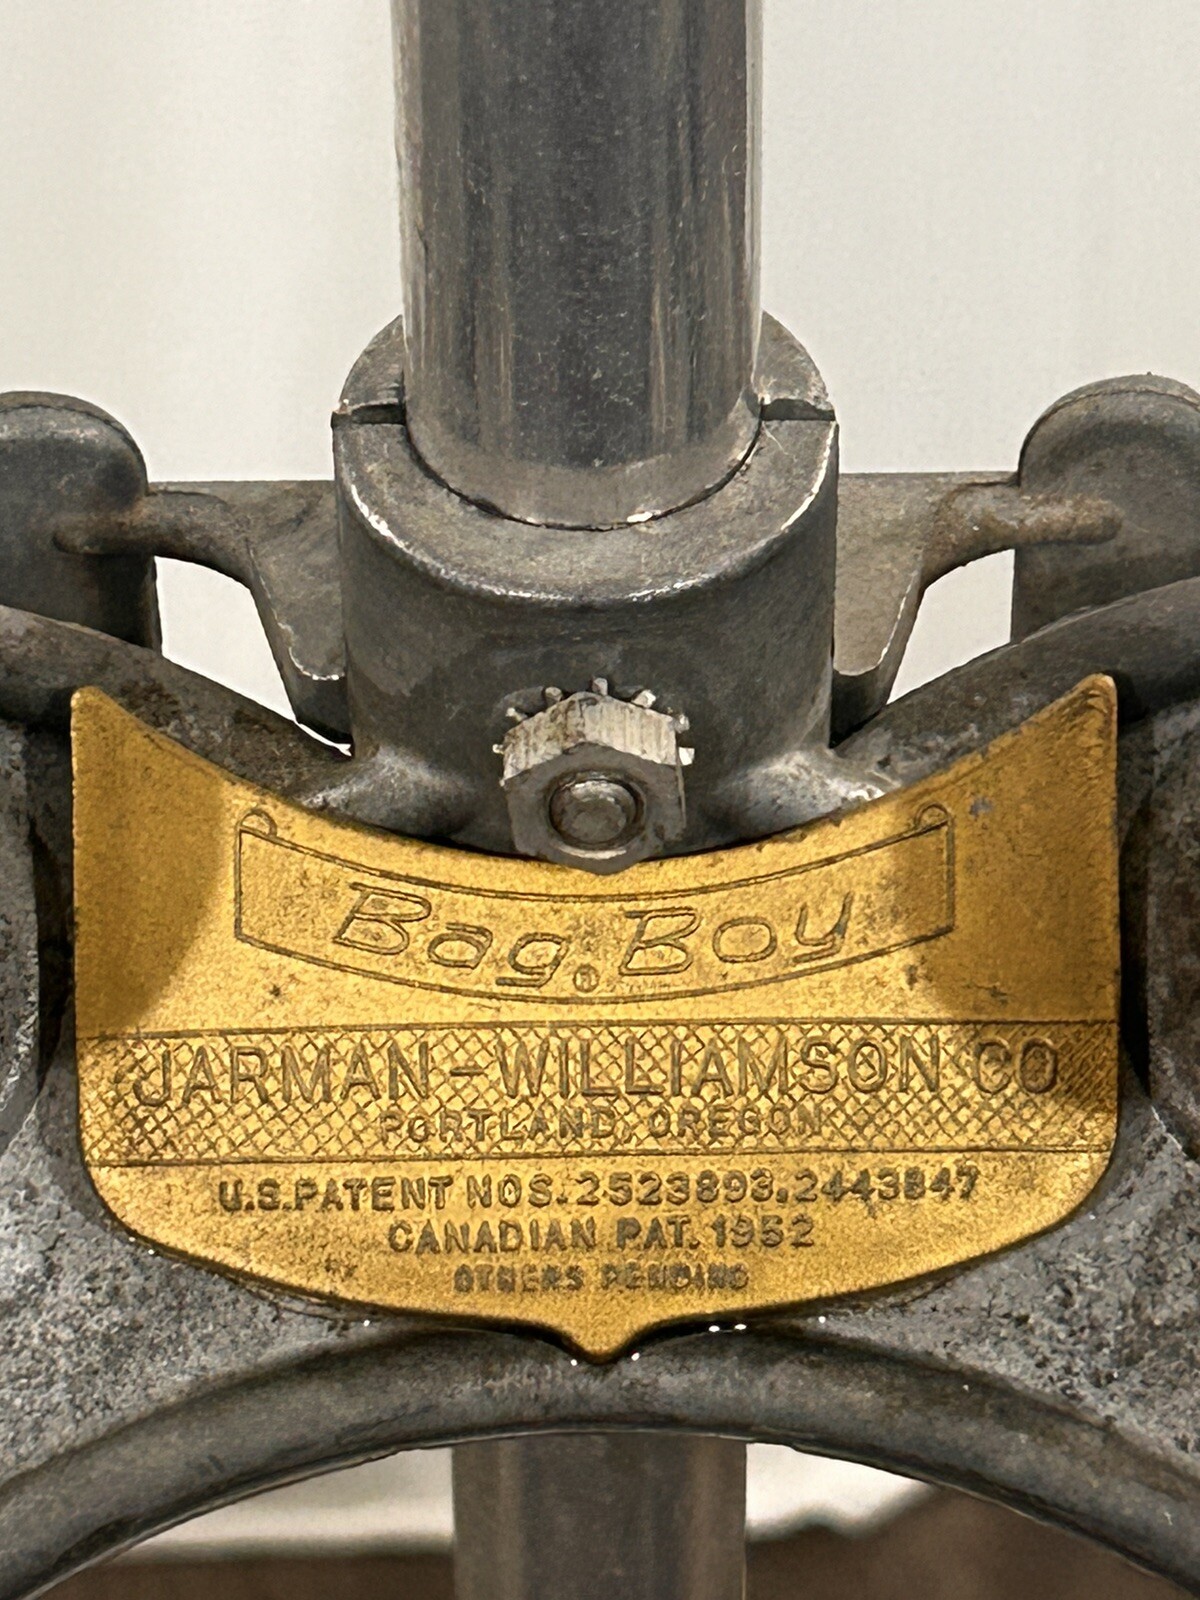 Bag Boy ®
JARMAN-WILLIAMSON CO
PORTLAND, OREGON
U.S. PATENT NOS. 2523893, 2443847
CANADIAN PAT. 1952
OTHERS PENDING